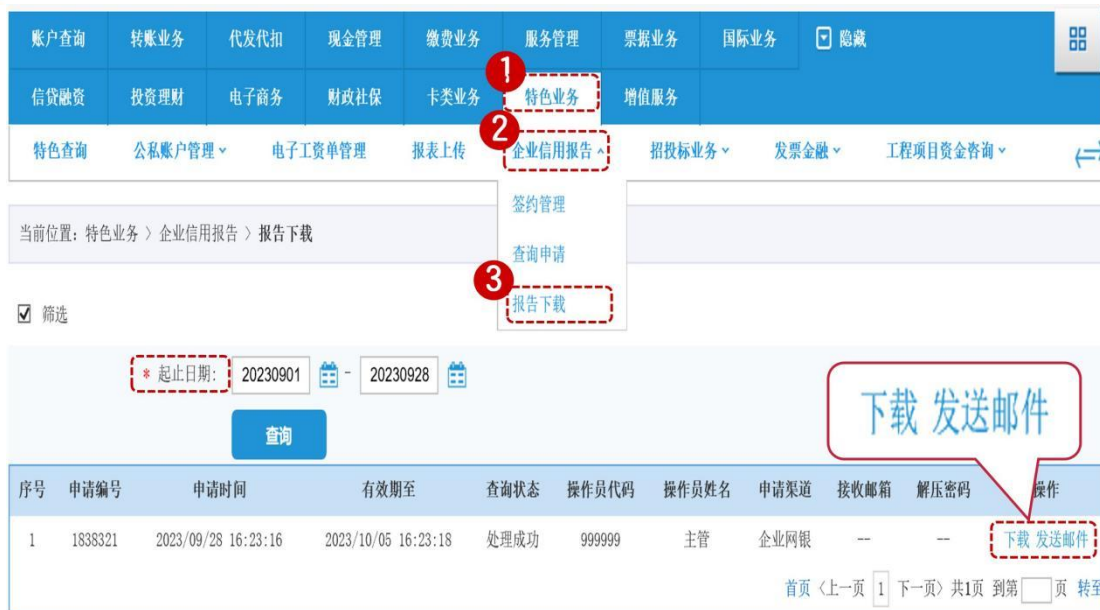 账户查询 转账业务 代发代扣 现金管理 缴费业务 服务管理 票据业务 国际业务 隐藏
1
信贷融资 投资理财 电子商务 财政社保 卡类业务 特色业务 增值服务
2
特色查询 公私账户管理 电子工资单管理 报表上传 企业信用报告 招投标业务 发票金融 工程项目资金咨询
签约管理
当前位置：特色业务 〉 企业信用报告 〉 报告下载
查询申请
3
报告下载
筛选
* 起止日期: 20230901 - 20230928
下载 发送邮件
查询
序号 申请编号 申请时间 有效期至 查询状态 操作员代码 操作员姓名 申请渠道 接收邮箱 解压密码 操作
1 1838321 2023/09/28 16:23:16 2023/10/05 16:23:18 处理成功 999999 主管 企业网银 -- -- 下载 发送邮件
首页 〈上一页 1 下一页〉 共1页 到第 页 转至